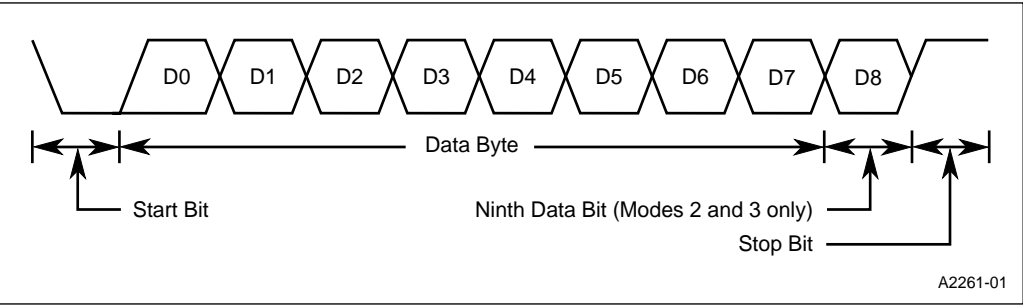 D0 D1 D2 D3 D4 D5 D6 D7 D8
Data Byte
Start Bit
Ninth Data Bit (Modes 2 and 3 only)
Stop Bit
A2261-01